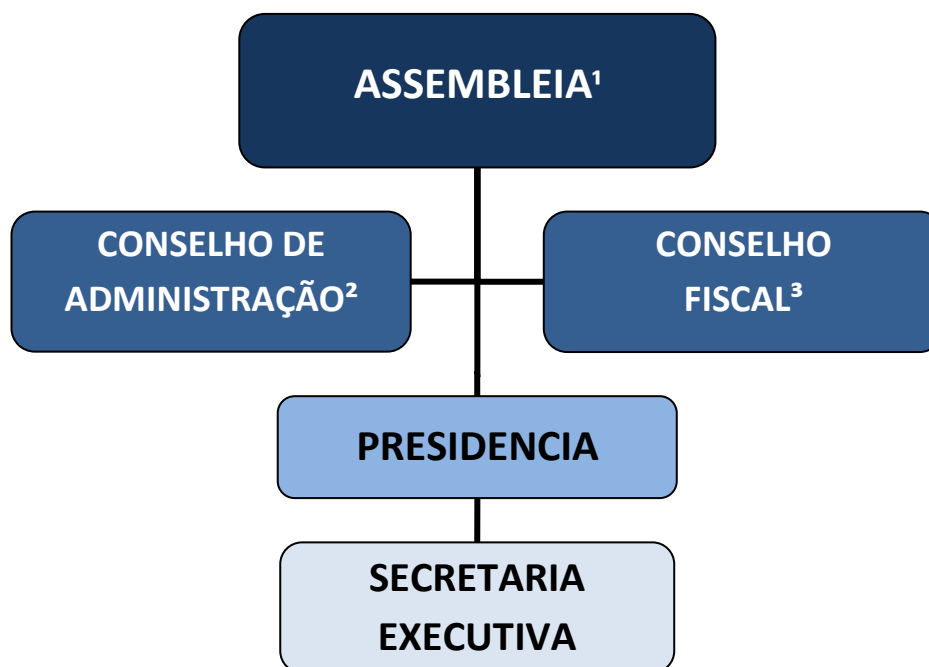 ASSEMBLEIA¹
CONSELHO DE
ADMINISTRAÇÃO²
CONSELHO
FISCAL³
PRESIDENCIA
SECRETARIA
EXECUTIVA